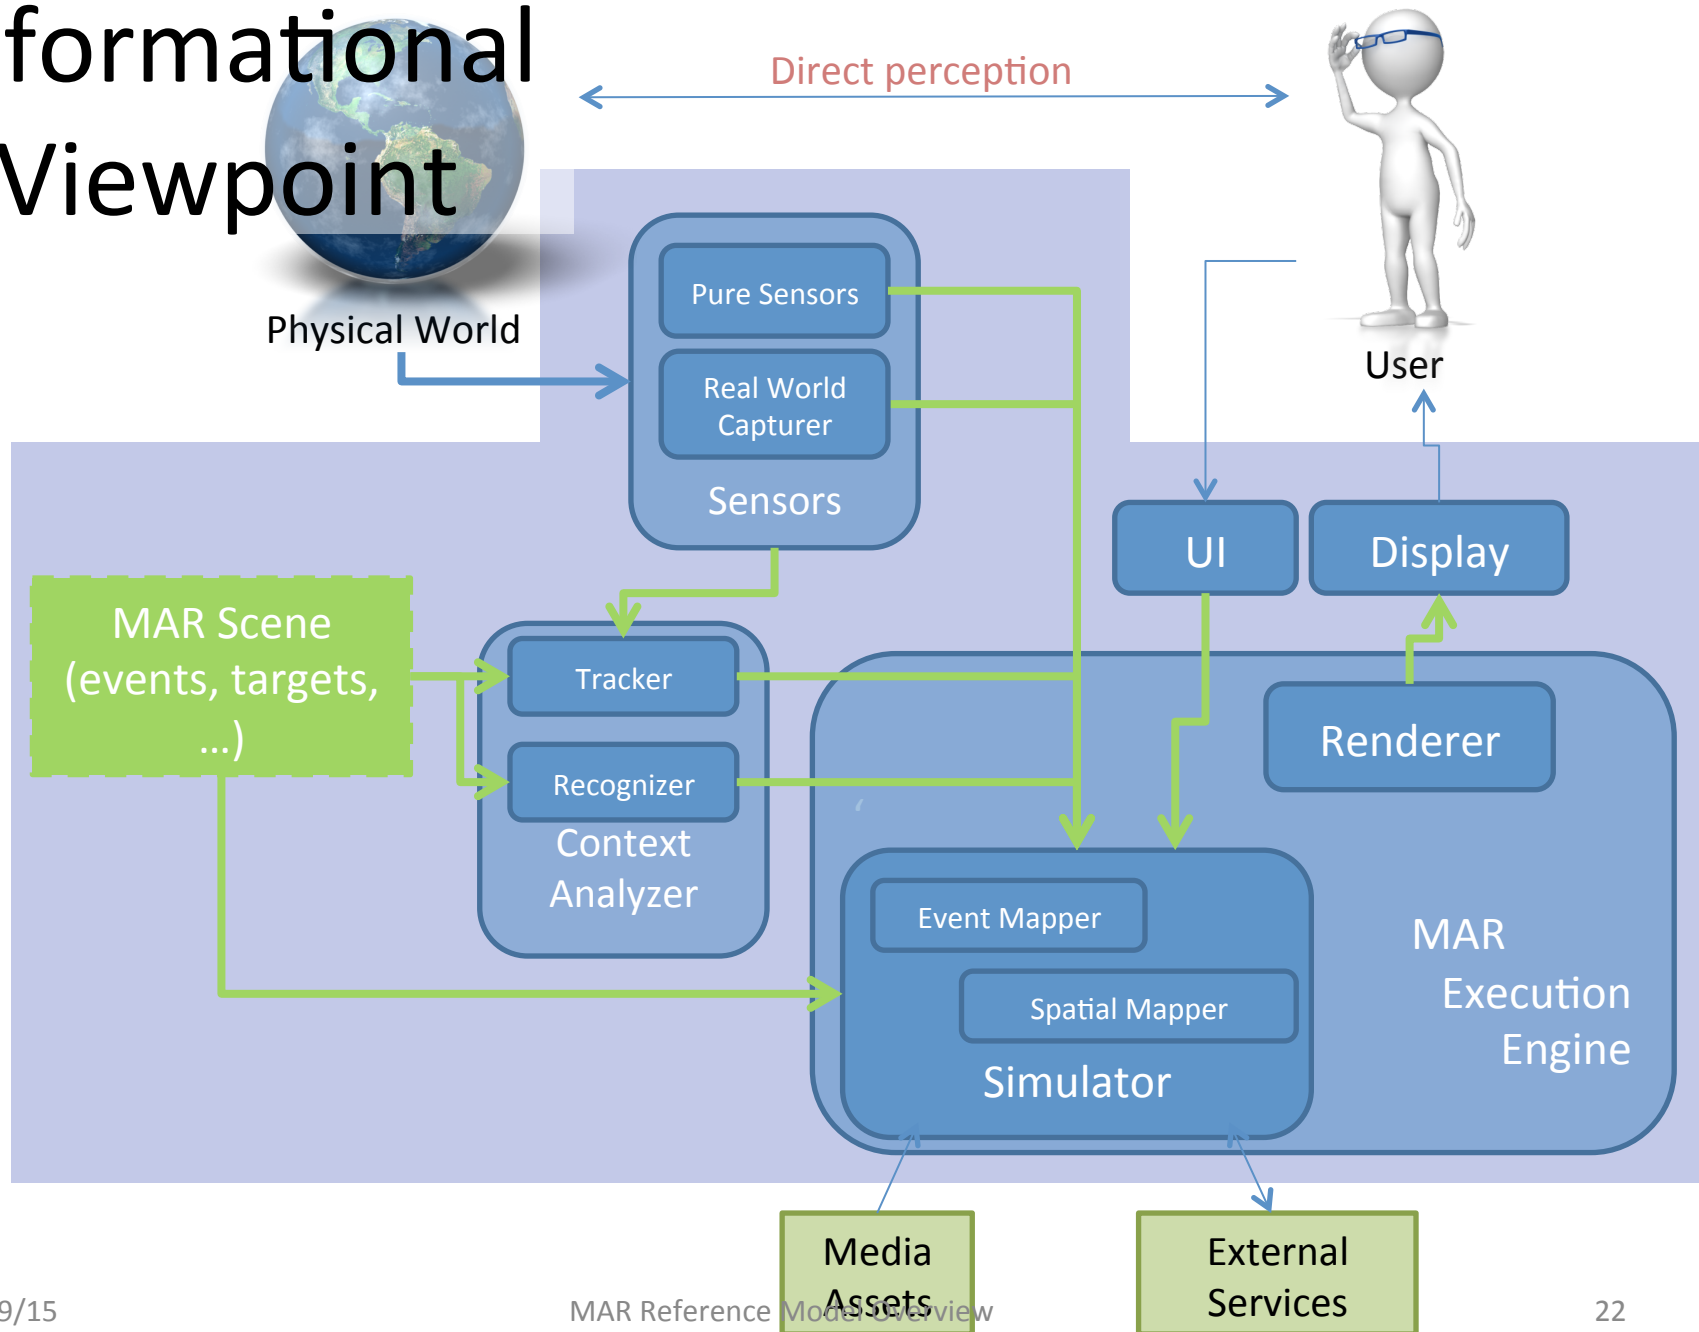 formational
Viewpoint
Direct perception
Physical World
User
Pure Sensors
Real World
Capturer
Sensors
UI
Display
MAR Scene
(events, targets,
…)
Tracker
Recognizer
Context
Analyzer
Renderer
‘
Event Mapper
Spatial Mapper
Simulator
MAR
Execution
Engine
Media
Assets
External
Services
9/15
MAR Reference Model Overview
22